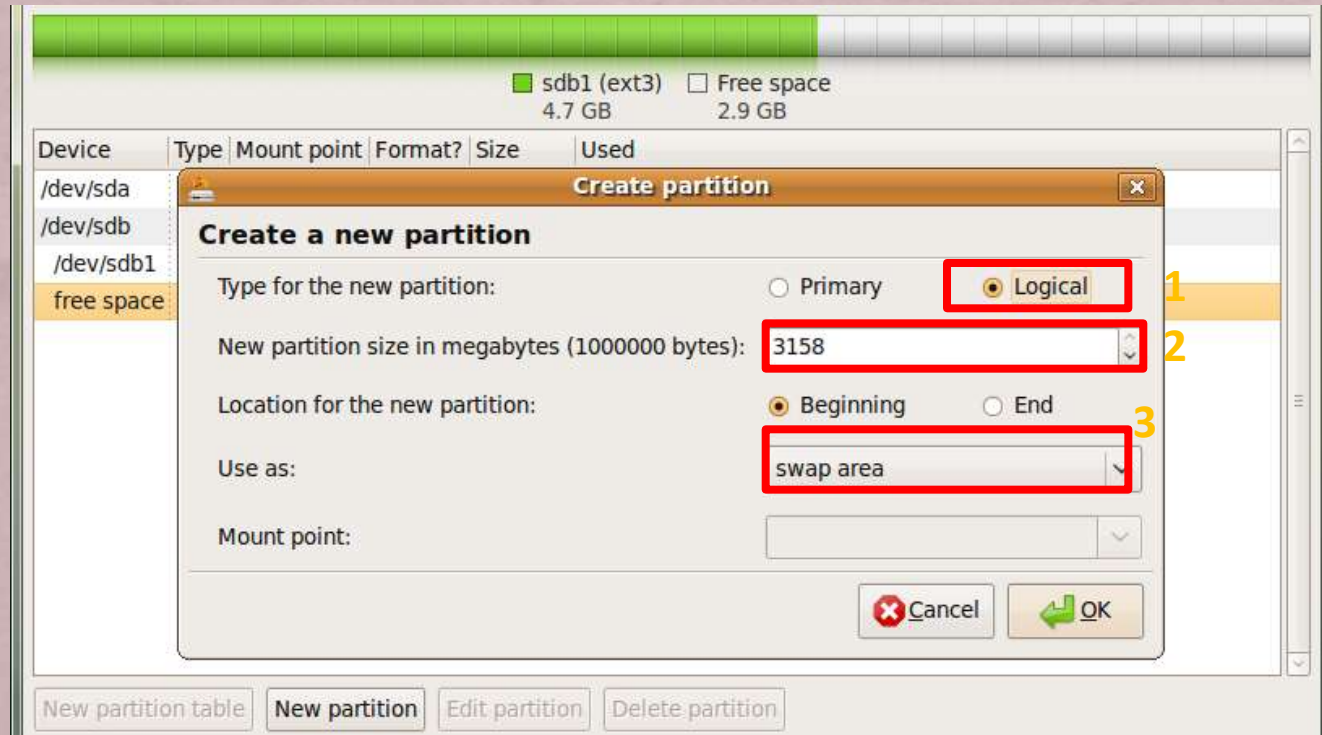 sdb1 (ext3) Free space
4.7 GB 2.9 GB
Device Type Mount point Format? Size Used
/dev/sda
/dev/sdb
/dev/sdb1
free space
Create partition
Create a new partition
Type for the new partition: Primary Logical 1
New partition size in megabytes (1000000 bytes): 3158 2
Location for the new partition: Beginning End
3
Use as: swap area
Mount point:
Cancel OK
New partition table New partition Edit partition Delete partition